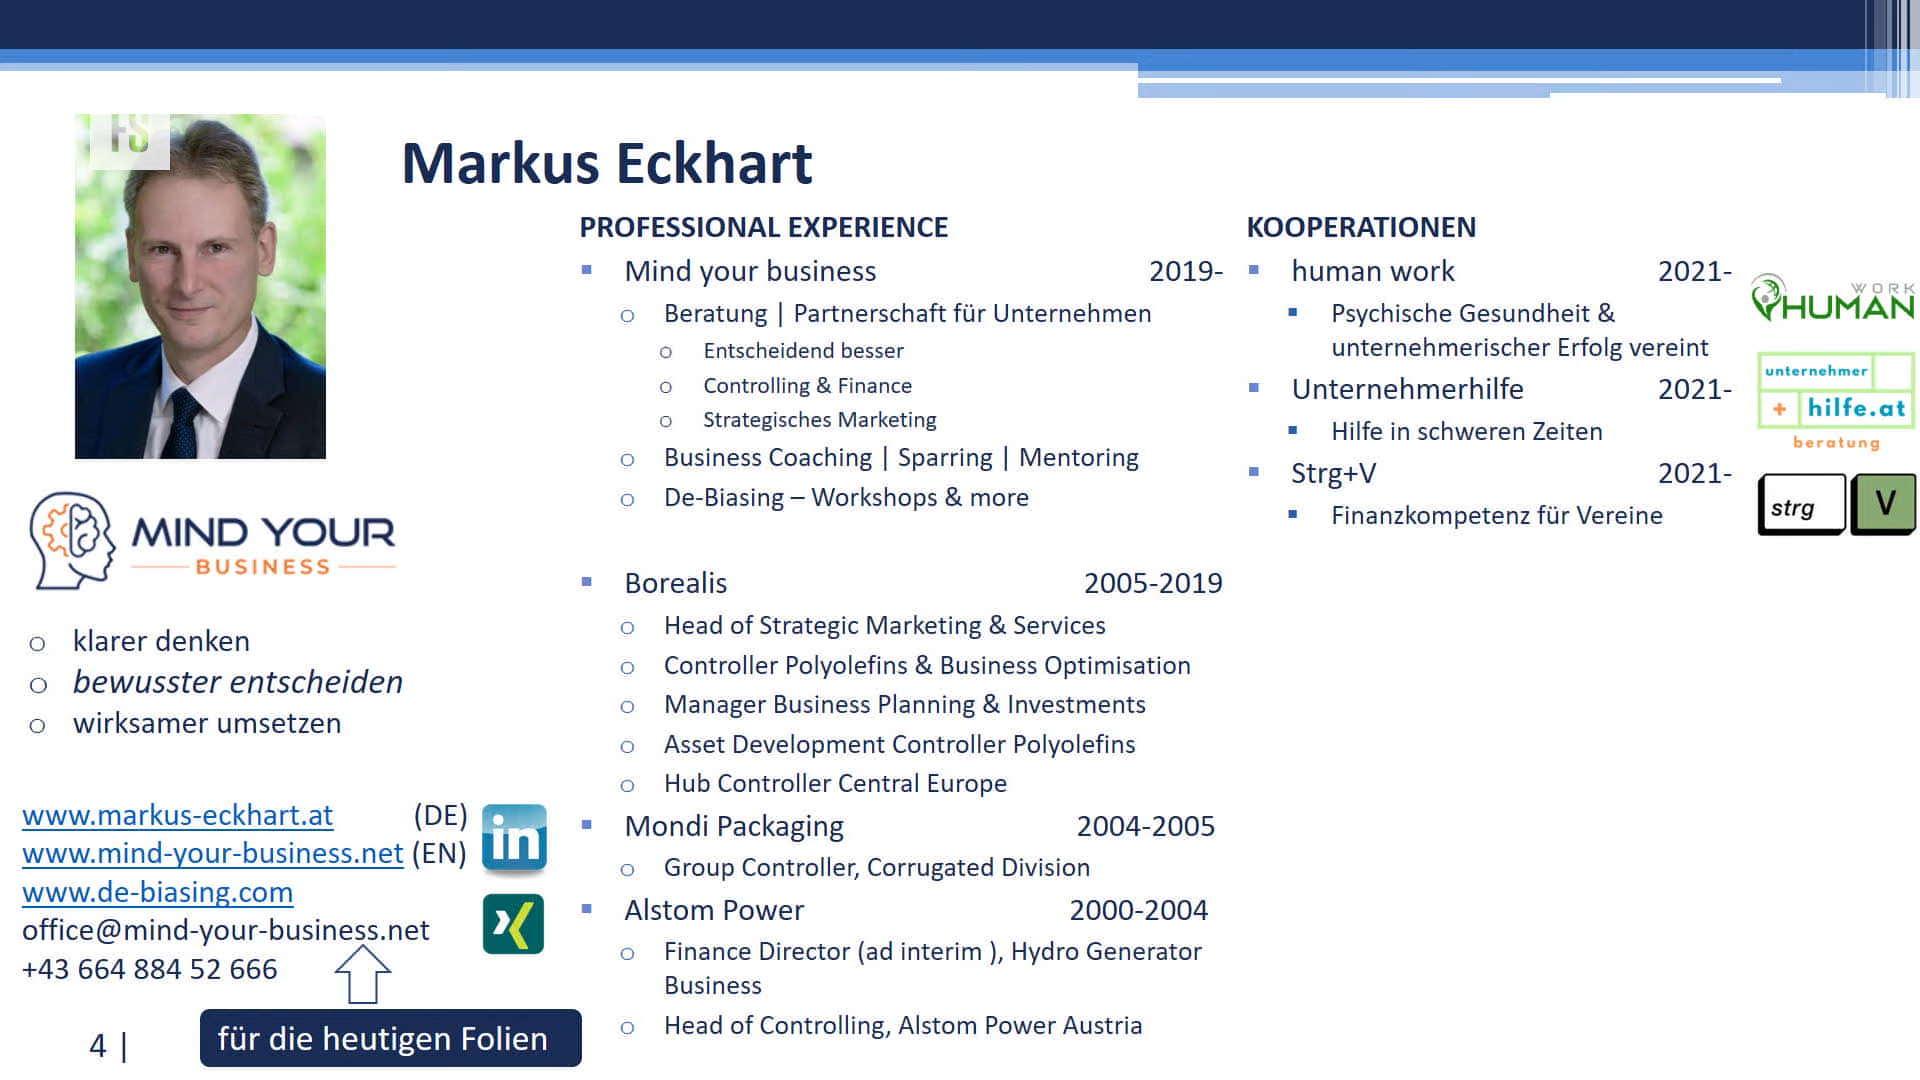 FS
Markus Eckhart
PROFESSIONAL EXPERIENCE
Mind your business 2019-
Beratung | Partnerschaft für Unternehmen
Entscheidend besser
Controlling & Finance
Strategisches Marketing
Business Coaching | Sparring | Mentoring
De-Biasing – Workshops & more
Borealis 2005-2019
Head of Strategic Marketing & Services
Controller Polyolefins & Business Optimisation
Manager Business Planning & Investments
Asset Development Controller Polyolefins
Hub Controller Central Europe
Mondi Packaging 2004-2005
Group Controller, Corrugated Division
Alstom Power 2000-2004
Finance Director (ad interim ), Hydro Generator
Business
Head of Controlling, Alstom Power Austria
KOOPERATIONEN
human work 2021-
Psychische Gesundheit &
unternehmerischer Erfolg vereint
Unternehmerhilfe 2021-
Hilfe in schweren Zeiten
Strg+V 2021-
Finanzkompetenz für Vereine
WORK
HUMAN
unternehmer
+ hilfe.at
beratung
strg V
MIND YOUR
BUSINESS
klarer denken
bewusster entscheiden
wirksamer umsetzen
www.markus-eckhart.at (DE)
www.mind-your-business.net (EN)
www.de-biasing.com
office@mind-your-business.net
+43 664 884 52 666
in
für die heutigen Folien
4 |